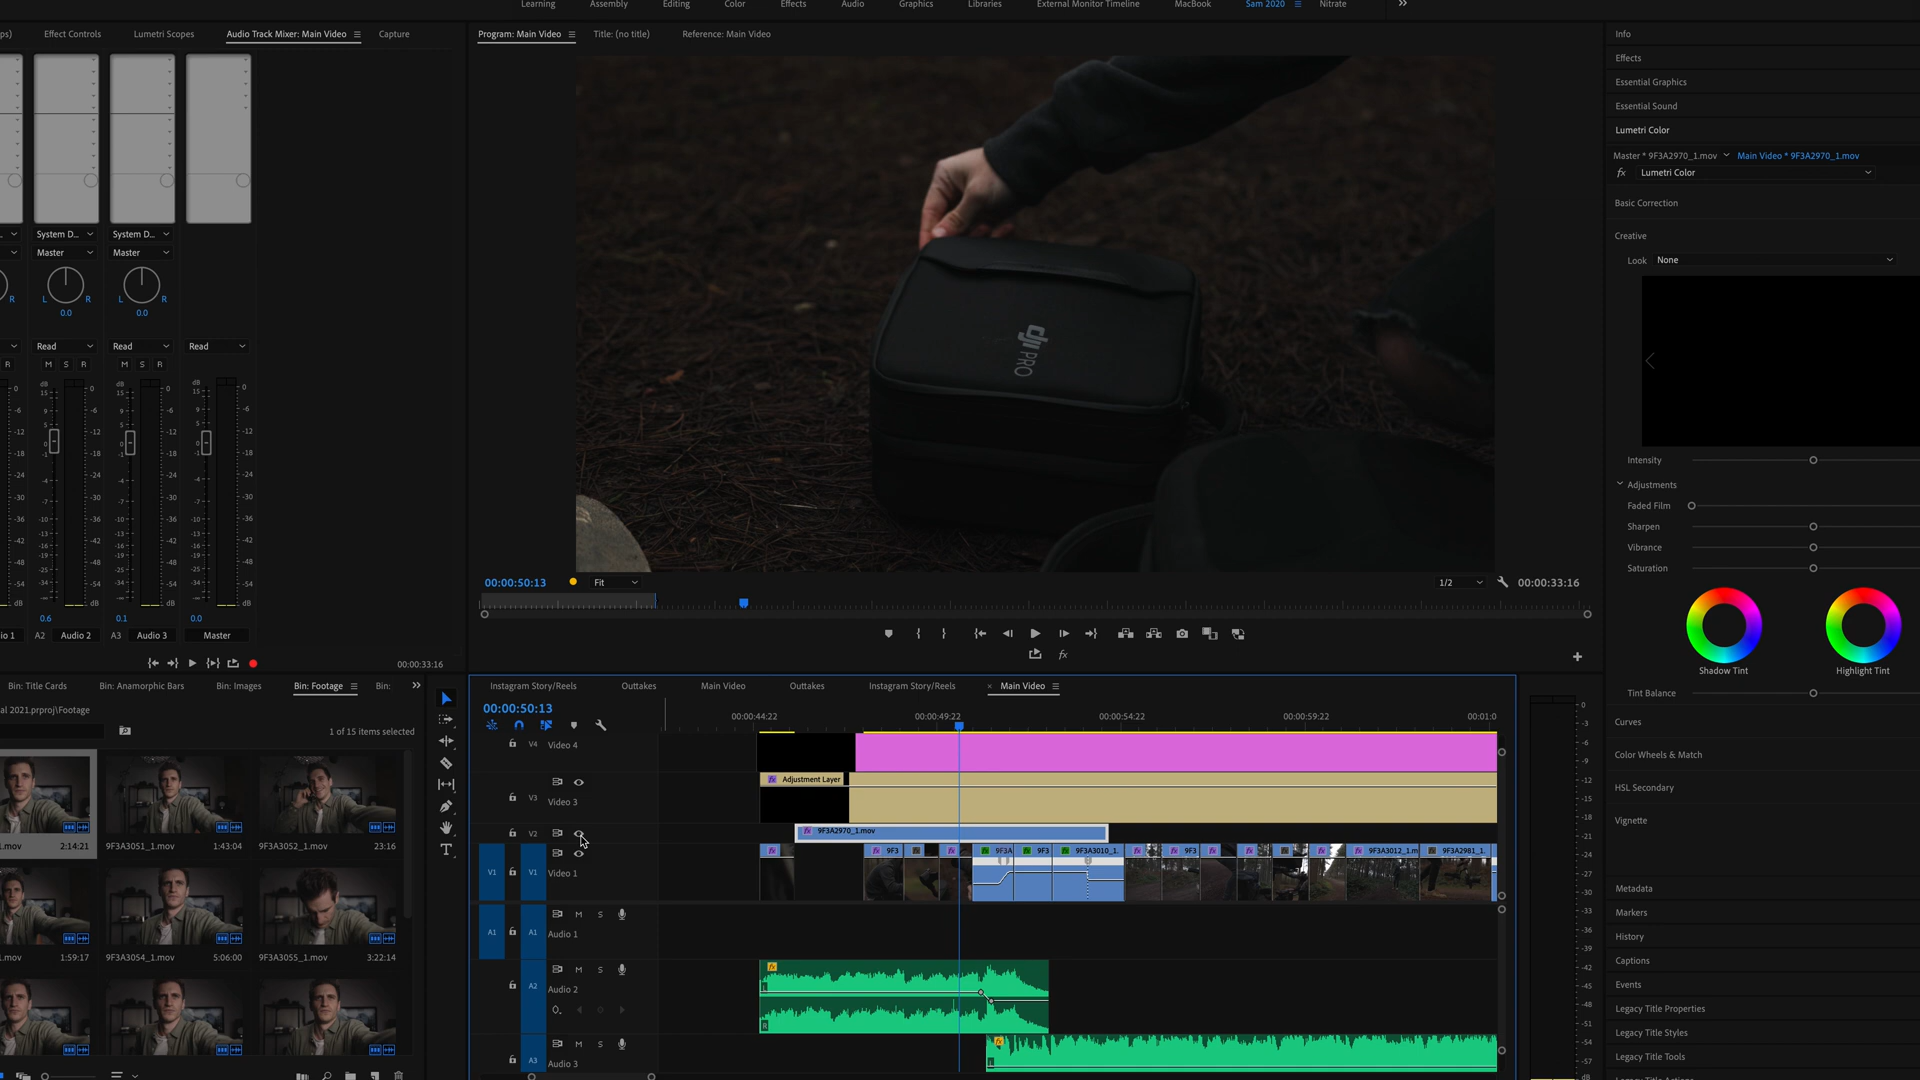 Learning Assembly Editing Color Effects Audio Graphics Libraries External Monitor Timeline MacBook Sam 2020 Nitrate
Effect Controls Lumetri Scopes Audio Track Mixer: Main Video Capture
System D... System D...
Master Master
L R L R
0.0 0.0
Read Read Read
R M S R M S R
0.6 0.1 0.0
A2 Audio 2 A3 Audio 3 Master
00:00:33:16
Program: Main Video Title: (no title) Reference: Main Video
dji PRO
00:00:50:13 Fit 1/2 00:00:33:16
Info
Effects
Essential Graphics
Essential Sound
Lumetri Color
Master * 9F3A2970_1.mov Main Video * 9F3A2970_1.mov
fx Lumetri Color
Basic Correction
Creative
Look None
Intensity
Adjustments
Faded Film
Sharpen
Vibrance
Saturation
Shadow Tint Highlight Tint
Tint Balance
Curves
Color Wheels & Match
HSL Secondary
Vignette
Metadata
Markers
History
Captions
Events
Legacy Title Properties
Legacy Title Styles
Legacy Title Tools
Bin: Title Cards Bin: Anamorphic Bars Bin: Images Bin: Footage Bin:
al 2021.prproj\Footage
1 of 15 items selected
1.mov 2:14:21 9F3A3051_1.mov 1:43:04 9F3A3052_1.mov 23:16
.mov 1:59:17 9F3A3054_1.mov 5:06:00 9F3A3055_1.mov 3:22:14
Instagram Story/Reels Outtakes Main Video Outtakes Instagram Story/Reels × Main Video
00:00:50:13
00:00:44:22 00:00:49:22 00:00:54:22 00:00:59:22 00:01:0
V4 Video 4
fx Adjustment Layer
V3 Video 3
V2 fx 9F3A2970_1.mov
9F3 9F3A 9F3 9F3A3010_1. 9F3 9F3A3012_1.m 9F3A2981_1.
V1 V1 Video 1
A1 A1 M S Audio 1
A2 M S Audio 2
A3 M S Audio 3